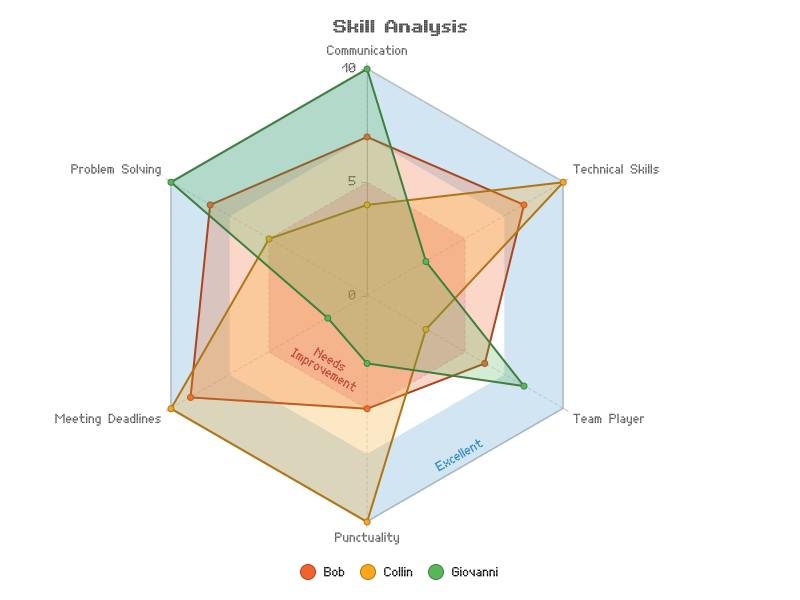 Skill Analysis
Communication
10
Problem Solving
Technical Skills
5
0
Needs
Improvement
Meeting Deadlines
Team Player
Excellent
Punctuality
Bob
Collin
Giovanni